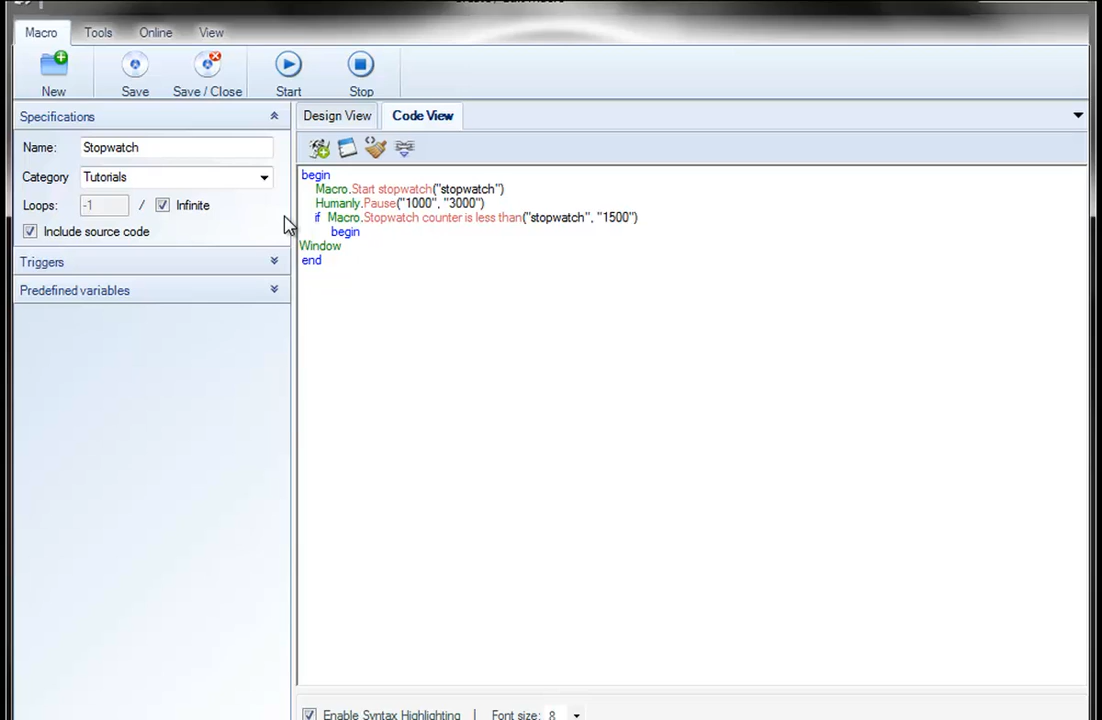 Macro Tools Online View
New Save Save / Close Start Stop
Specifications
Name: Stopwatch
Category Tutorials
Loops: -1 / Infinite
Include source code
Triggers
Predefined variables
Design View Code View
begin
Macro.Start stopwatch("stopwatch")
Humanly.Pause("1000", "3000")
if Macro.Stopwatch counter is less than("stopwatch", "1500")
begin
Window
end
Enable Syntax Highlighting | Font size: 8